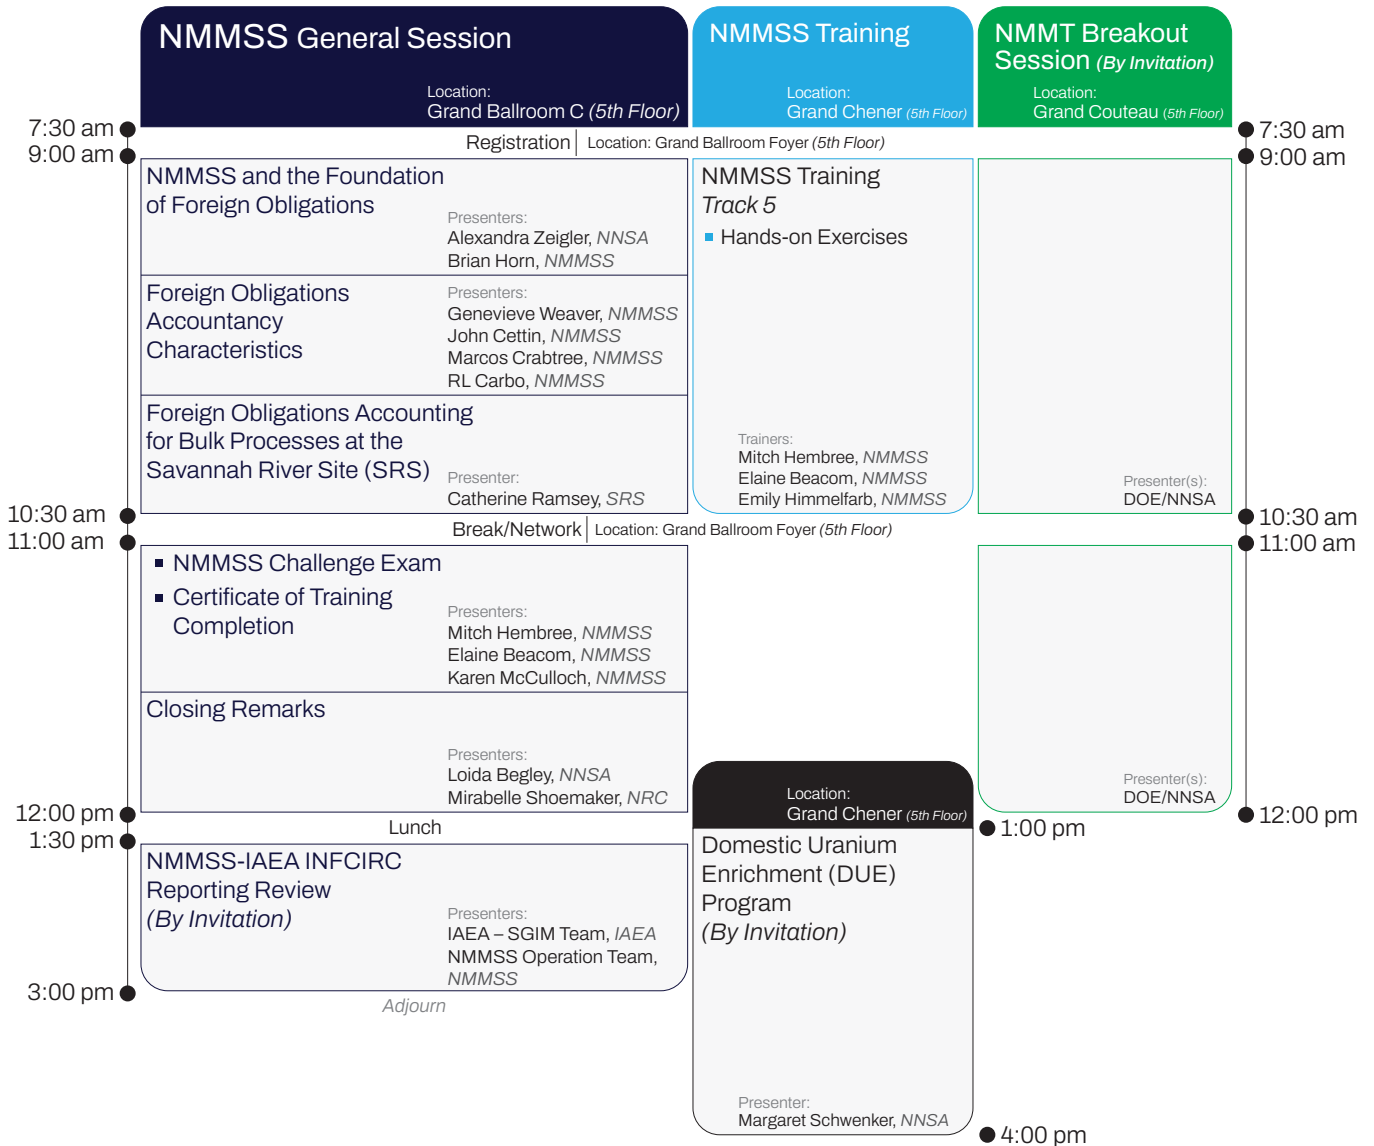 NMMSS General Session
Location:
Grand Ballroom C (5th Floor)
NMMSS Training
Location:
Grand Chener (5th Floor)
NMMT Breakout
Session (By Invitation)
Location:
Grand Couteau (5th Floor)
7:30 am
7:30 am
Registration
Location: Grand Ballroom Foyer (5th Floor)
9:00 am
9:00 am
NMMSS and the Foundation
of Foreign Obligations
Presenters:
Alexandra Zeigler, NNSA
Brian Horn, NMMSS
Foreign Obligations
Accountancy
Characteristics
Presenters:
Genevieve Weaver, NMMSS
John Cettin, NMMSS
Marcos Crabtree, NMMSS
RL Carbo, NMMSS
Foreign Obligations Accounting
for Bulk Processes at the
Savannah River Site (SRS)
Presenter:
Catherine Ramsey, SRS
NMMSS Training
Track 5
Hands-on Exercises
Trainers:
Mitch Hembree, NMMSS
Elaine Beacom, NMMSS
Emily Himmelfarb, NMMSS
Presenter(s):
DOE/NNSA
10:30 am
10:30 am
Break/Network
Location: Grand Ballroom Foyer (5th Floor)
11:00 am
11:00 am
NMMSS Challenge Exam
Certificate of Training
Completion
Presenters:
Mitch Hembree, NMMSS
Elaine Beacom, NMMSS
Karen McCulloch, NMMSS
Closing Remarks
Presenters:
Loida Begley, NNSA
Mirabelle Shoemaker, NRC
Presenter(s):
DOE/NNSA
12:00 pm
12:00 pm
Lunch
1:30 pm
NMMSS-IAEA INFCIRC
Reporting Review
(By Invitation)
Presenters:
IAEA – SGIM Team, IAEA
NMMSS Operation Team,
NMMSS
3:00 pm
Adjourn
Location:
Grand Chener (5th Floor)
1:00 pm
Domestic Uranium
Enrichment (DUE)
Program
(By Invitation)
Presenter:
Margaret Schwenker, NNSA
4:00 pm